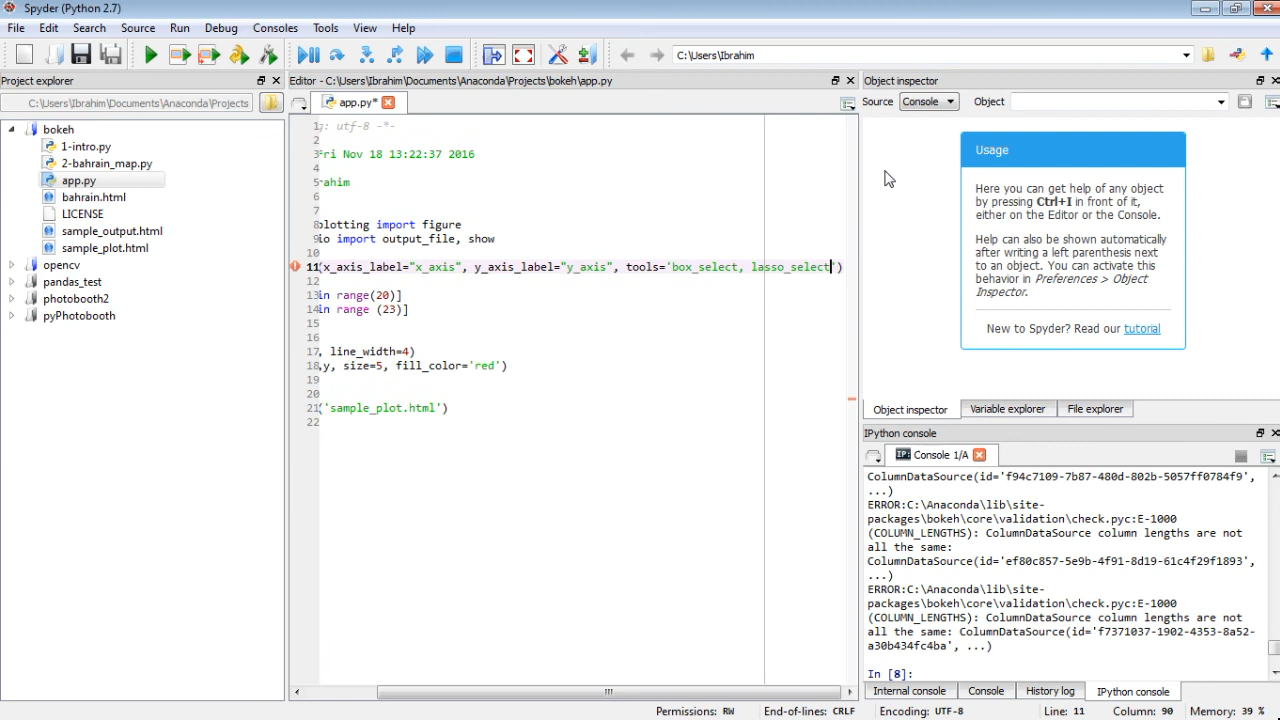 Spyder (Python 2.7)
File Edit Search Source Run Debug Consoles Tools View Help
C:\Users\Ibrahim
Project explorer
C:\Users\Ibrahim\Documents\Anaconda\Projects
bokeh
1-intro.py
2-bahrain_map.py
app.py
bahrain.html
LICENSE
sample_output.html
sample_plot.html
opencv
pandas_test
photobooth2
pyPhotobooth
Editor - C:\Users\Ibrahim\Documents\Anaconda\Projects\bokeh\app.py
app.py*
1 g: utf-8 -*-
2
3 Fri Nov 18 13:22:37 2016
4
5 ahim
6
7
8 plotting import figure
9 io import output_file, show
10
11 (x_axis_label="x_axis", y_axis_label="y_axis", tools='box_select, lasso_select')
12
13 in range(20)]
14 in range (23)]
15
16
17 , line_width=4)
18 ,y, size=5, fill_color='red')
19
20
21 ('sample_plot.html')
22
Object inspector
Source Console Object
Usage
Here you can get help of any object
by pressing Ctrl+I in front of it,
either on the Editor or the Console.
Help can also be shown automatically
after writing a left parenthesis next
to an object. You can activate this
behavior in Preferences > Object
Inspector.
New to Spyder? Read our tutorial
Object inspector Variable explorer File explorer
IPython console
IP: Console 1/A
ColumnDataSource(id='f94c7109-7b87-480d-802b-5057ff0784f9',
...)
ERROR:C:\Anaconda\lib\site-
packages\bokeh\core\validation\check.pyc:E-1000
(COLUMN_LENGTHS): ColumnDataSource column lengths are not
all the same:
ColumnDataSource(id='ef80c857-5e9b-4f91-8d19-61c4f29f1893',
...)
ERROR:C:\Anaconda\lib\site-
packages\bokeh\core\validation\check.pyc:E-1000
(COLUMN_LENGTHS): ColumnDataSource column lengths are not
all the same: ColumnDataSource(id='f7371037-1902-4353-8a52-
a30b434fc4ba', ...)
In [8]:
Internal console Console History log IPython console
Permissions: RW End-of-lines: CRLF Encoding: UTF-8 Line: 11 Column: 90 Memory: 39 %